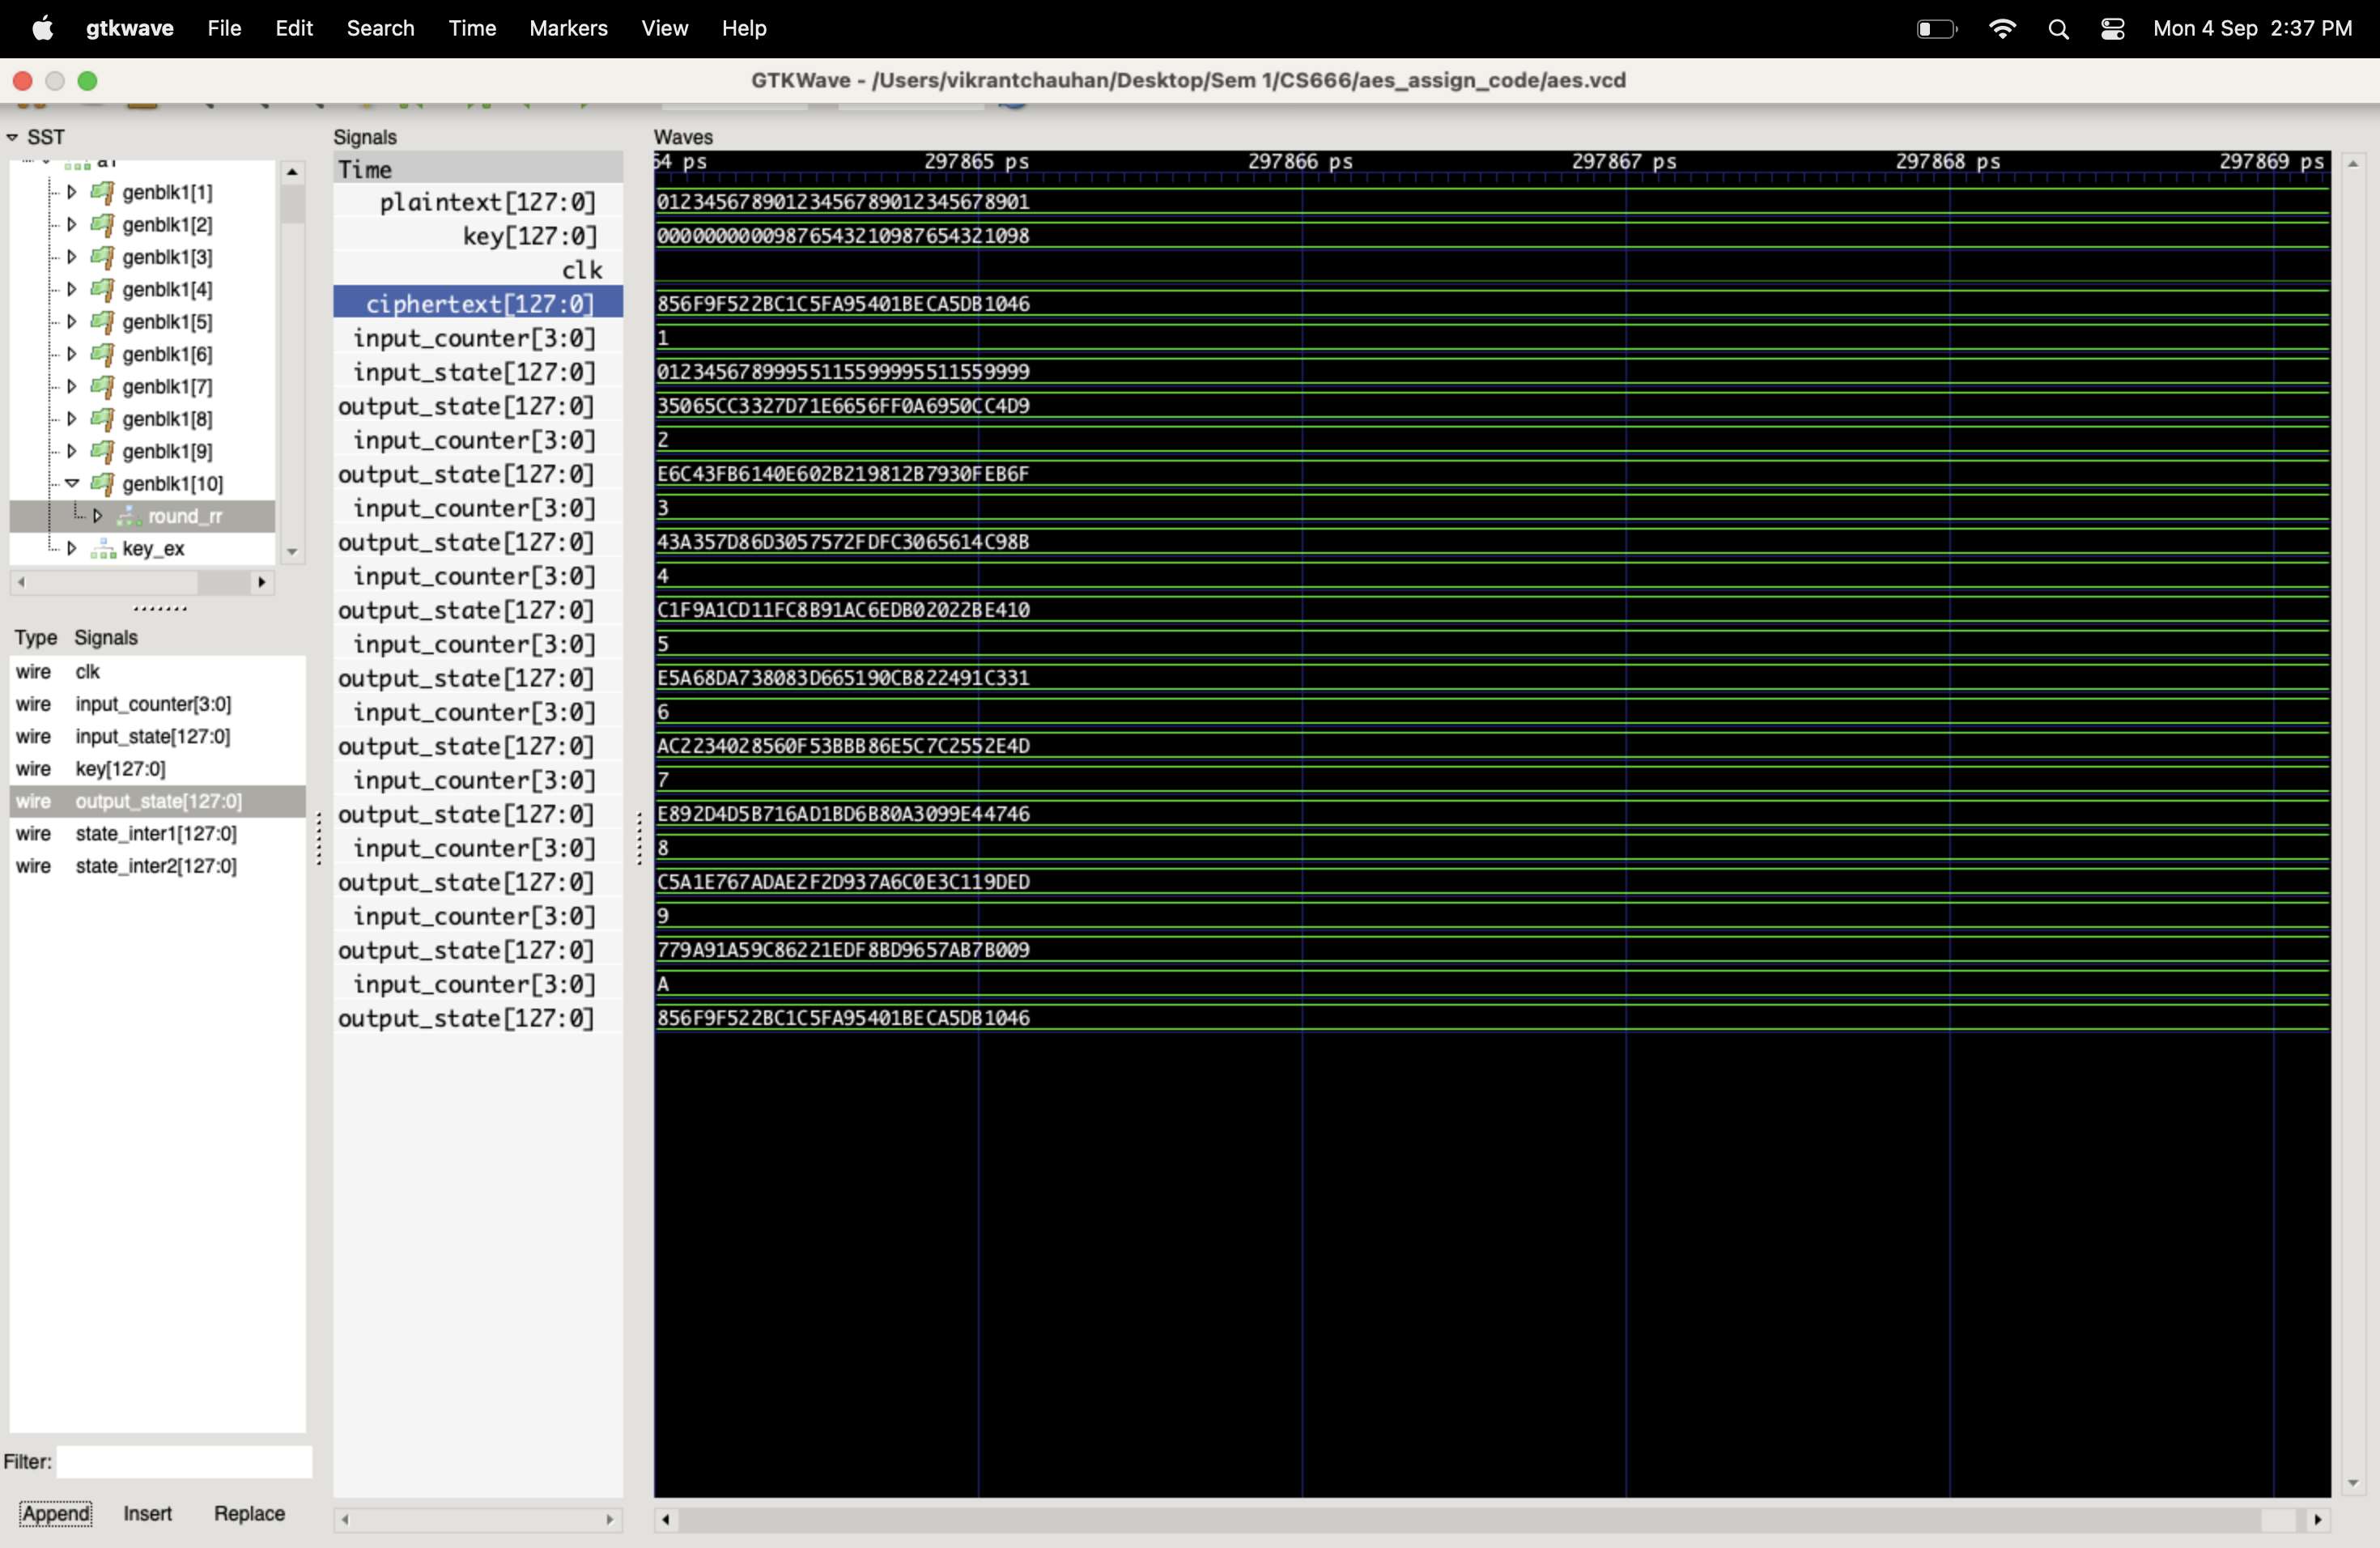 gtkwave File Edit Search Time Markers View Help Mon 4 Sep 2:37 PM
GTKWave - /Users/vikrantchauhan/Desktop/Sem 1/CS666/aes_assign_code/aes.vcd
SST
genblk1[1]
genblk1[2]
genblk1[3]
genblk1[4]
genblk1[5]
genblk1[6]
genblk1[7]
genblk1[8]
genblk1[9]
genblk1[10]
round_rr
key_ex
Type Signals
wire clk
wire input_counter[3:0]
wire input_state[127:0]
wire key[127:0]
wire output_state[127:0]
wire state_inter1[127:0]
wire state_inter2[127:0]
Filter:
Append Insert Replace
Signals
Time
plaintext[127:0]
key[127:0]
clk
ciphertext[127:0]
input_counter[3:0]
input_state[127:0]
output_state[127:0]
input_counter[3:0]
output_state[127:0]
input_counter[3:0]
output_state[127:0]
input_counter[3:0]
output_state[127:0]
input_counter[3:0]
output_state[127:0]
input_counter[3:0]
output_state[127:0]
input_counter[3:0]
output_state[127:0]
input_counter[3:0]
output_state[127:0]
input_counter[3:0]
output_state[127:0]
input_counter[3:0]
output_state[127:0]
Waves
64 ps 297865 ps 297866 ps 297867 ps 297868 ps 297869 ps
01234567890123456789012345678901
00000000009876543210987654321098
856F9F522BC1C5FA95401BECA5DB1046
1
01234567899955115599995511559999
35065CC3327D71E6656FF0A6950CC4D9
2
E6C43FB6140E602B219812B7930FEB6F
3
43A357D86D3057572FDFC3065614C98B
4
C1F9A1CD11FC8B91AC6EDB02022BE410
5
E5A68DA738083D665190CB822491C331
6
AC2234028560F53BBB86E5C7C2552E4D
7
E892D4D5B716AD1BD6B80A3099E44746
8
C5A1E767ADAE2F2D937A6C0E3C119DED
9
779A91A59C86221EDF8BD9657AB7B009
A
856F9F522BC1C5FA95401BECA5DB1046